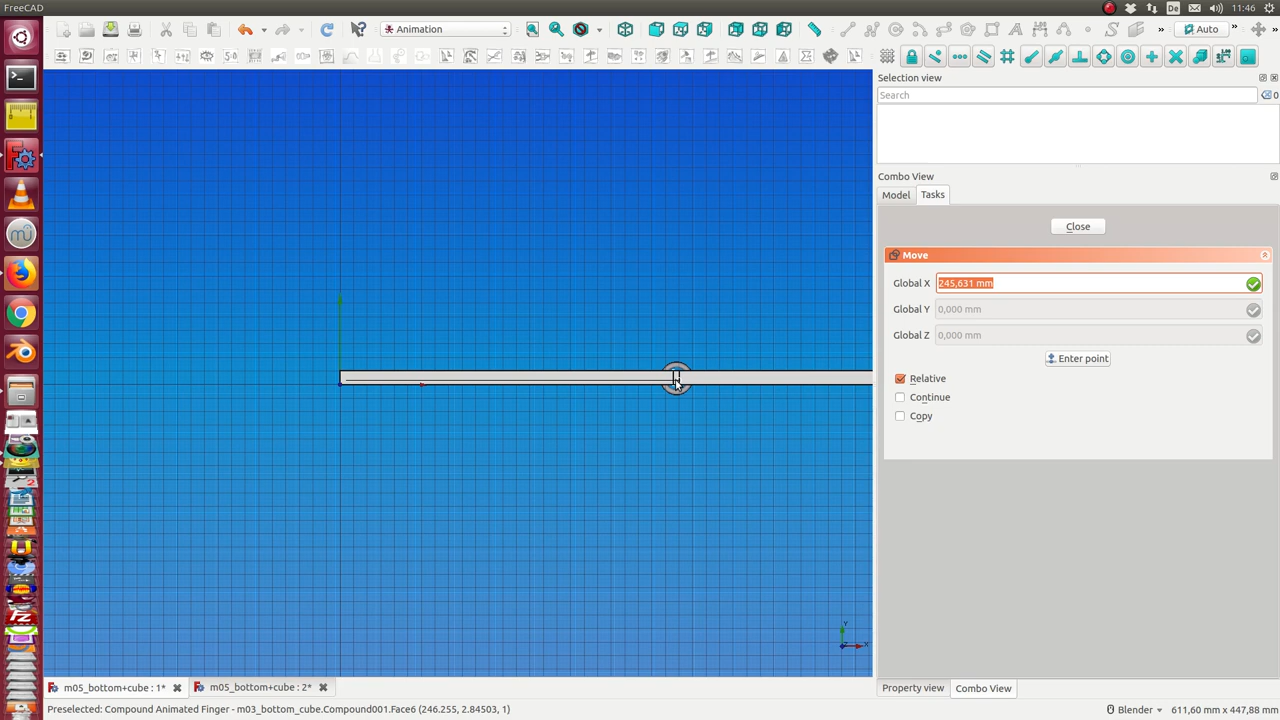 FreeCAD
11:46
Animation
Auto
Selection view
Search
0
Combo View
Model
Tasks
Close
Move
Global X
245,631 mm
Global Y
0,000 mm
Global Z
0,000 mm
Enter point
Relative
Continue
Copy
Y
X
m05_bottom+cube : 1*
m05_bottom+cube : 2*
Property view
Combo View
Preselected: Compound Animated Finger - m03_bottom_cube.Compound001.Face6 (246.255, 2.84503, 1)
Blender
611,60 mm x 447,88 mm